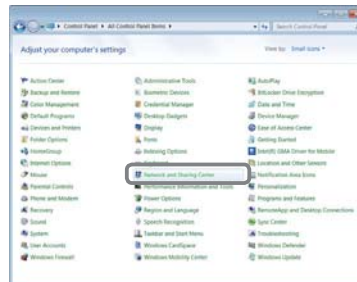 Control Panel ▸ All Control Panel Items ▸
Search Control Panel
Adjust your computer's settings
View by: Small icons
Action Center
Administrative Tools
AutoPlay
Backup and Restore
Biometric Devices
BitLocker Drive Encryption
Color Management
Credential Manager
Date and Time
Default Programs
Desktop Gadgets
Device Manager
Devices and Printers
Display
Ease of Access Center
Folder Options
Fonts
Getting Started
HomeGroup
Indexing Options
Intel(R) GMA Driver for Mobile
Internet Options
Keyboard
Location and Other Sensors
Mouse
Network and Sharing Center
Notification Area Icons
Parental Controls
Performance Information and Tools
Personalization
Phone and Modem
Power Options
Programs and Features
Recovery
Region and Language
RemoteApp and Desktop Connections
Sound
Speech Recognition
Sync Center
System
Taskbar and Start Menu
Troubleshooting
User Accounts
Windows CardSpace
Windows Defender
Windows Firewall
Windows Mobility Center
Windows Update